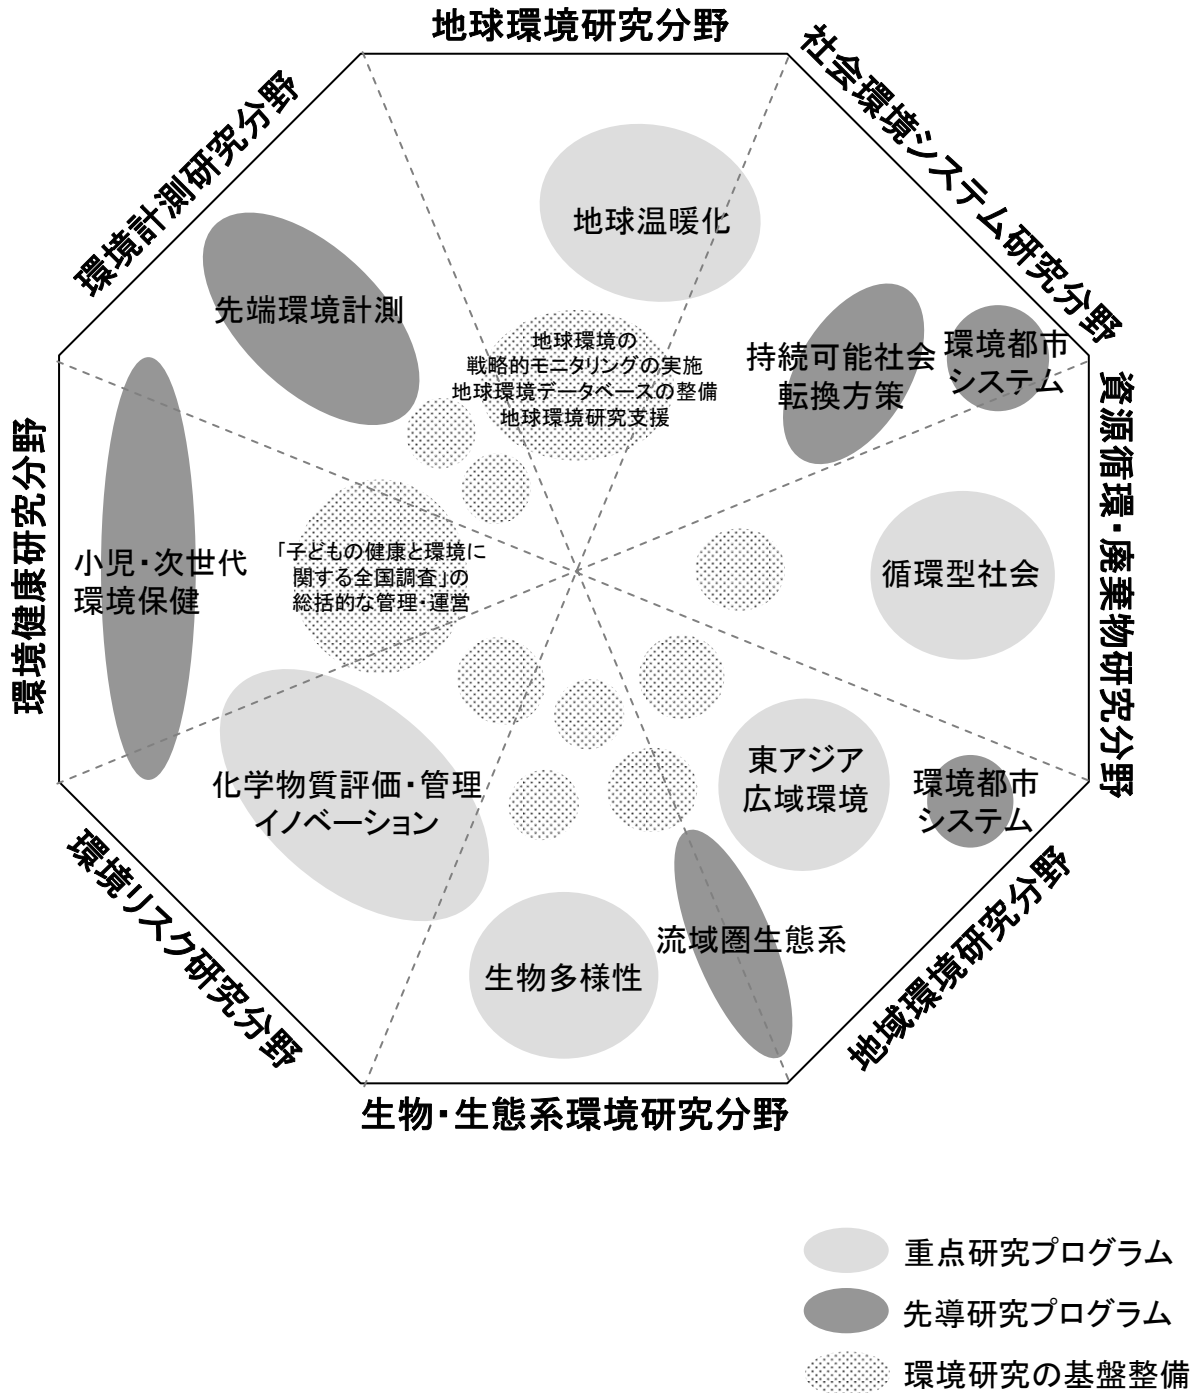 地球環境研究分野
社会環境システム研究分野
環境計測研究分野
地球温暖化
先端環境計測
地球環境の
戦略的モニタリングの実施
地球環境データベースの整備
地球環境研究支援
持続可能社会
転換方策
環境都市
システム
資源循環・廃棄物研究分野
環境健康研究分野
小児・次世代
環境保健
「子どもの健康と環境に
関する全国調査」の
総括的な管理・運営
循環型社会
化学物質評価・管理
イノベーション
東アジア
広域環境
環境都市
システム
環境リスク研究分野
流域圏生態系
生物多様性
地域環境研究分野
生物・生態系環境研究分野
重点研究プログラム
先導研究プログラム
環境研究の基盤整備